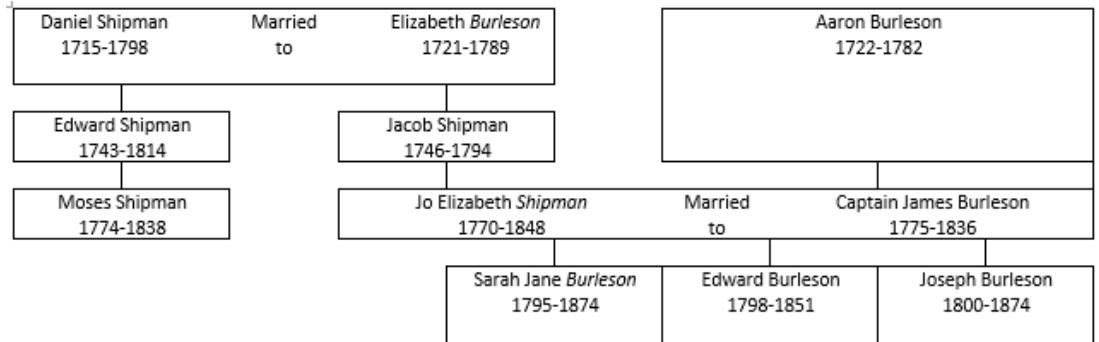 Daniel Shipman Married Elizabeth Burleson Aaron Burleson
1715-1798 to 1721-1789 1722-1782
Edward Shipman Jacob Shipman
1743-1814 1746-1794
Moses Shipman Jo Elizabeth Shipman Married Captain James Burleson
1774-1838 1770-1848 to 1775-1836
Sarah Jane Burleson Edward Burleson Joseph Burleson
1795-1874 1798-1851 1800-1874